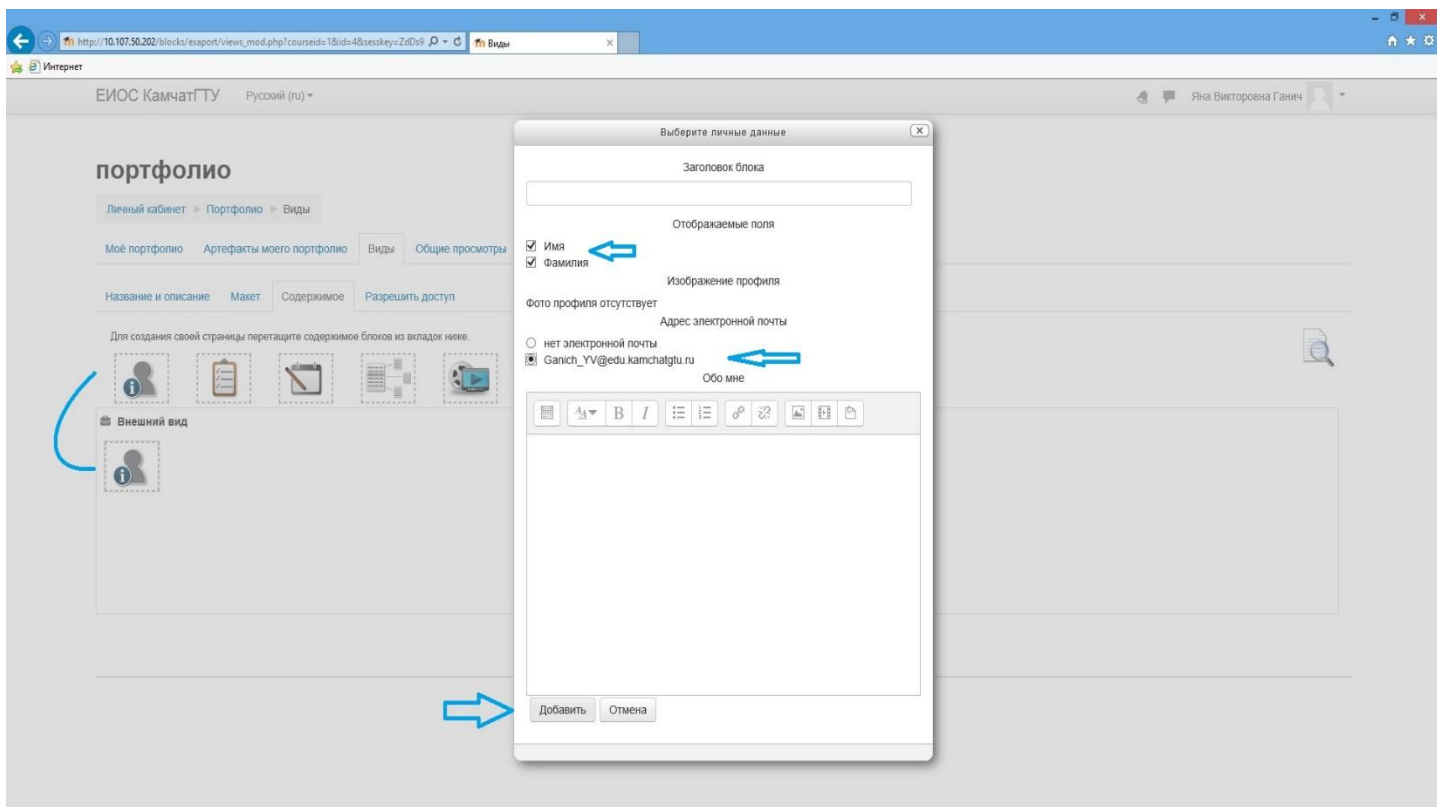 http://10.107.50.202/blocks/exaport/views_mod.php?courseid=1&id=4&sesskey=ZdDs9
Виды
Интернет
ЕИОС КамчатГТУ Русский (ru)
Яна Викторовна Ганич
портфолио
Личный кабинет Портфолио Виды
Моё портфолио Артефакты моего портфолио Виды Общие просмотры
Название и описание Макет Содержимое Разрешить доступ
Для создания своей страницы перетащите содержимое блоков из вкладок ниже.
Внешний вид
Выберите личные данные
Заголовок блока
Отображаемые поля
Имя
Фамилия
Изображение профиля
Фото профиля отсутствует
Адрес электронной почты
нет электронной почты
Ganich_YV@edu.kamchatgtu.ru
Обо мне
Добавить Отмена